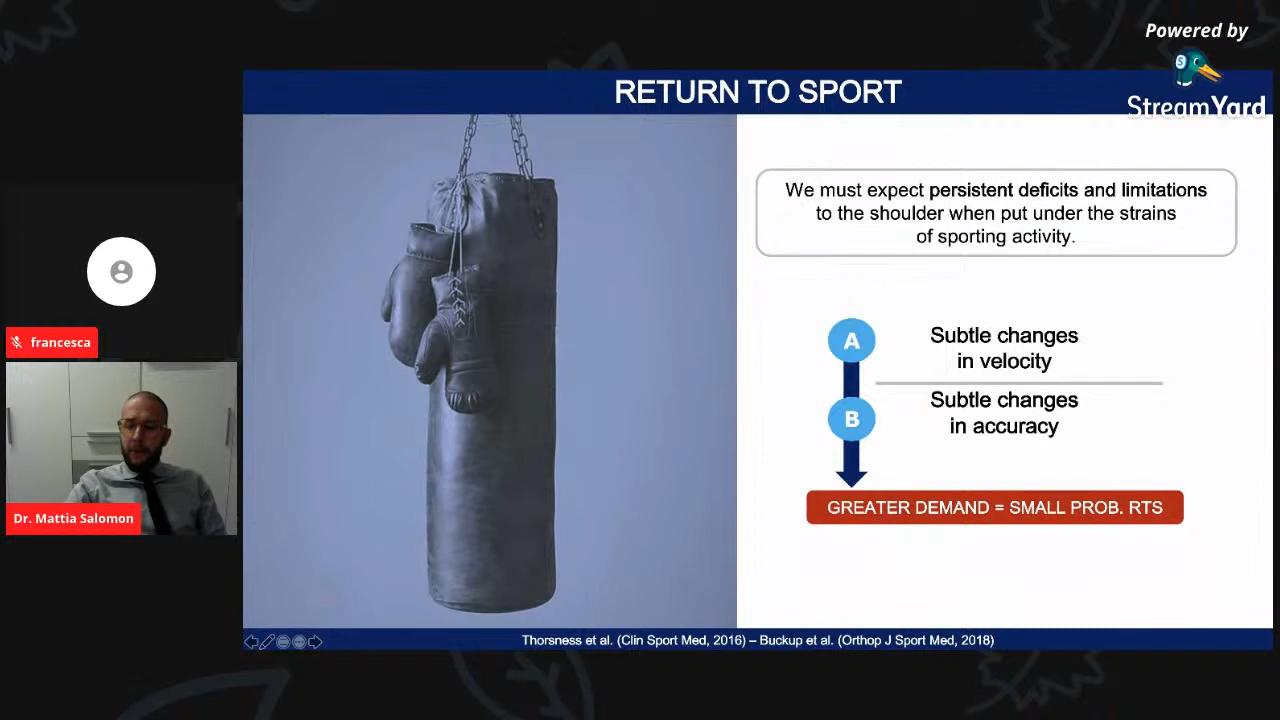 Powered by
StreamYard
RETURN TO SPORT
We must expect persistent deficits and limitations
to the shoulder when put under the strains
of sporting activity.
A
Subtle changes
in velocity
B
Subtle changes
in accuracy
GREATER DEMAND = SMALL PROB. RTS
Thorsness et al. (Clin Sport Med, 2016) – Buckup et al. (Orthop J Sport Med, 2018)
francesca
Dr. Mattia Salomon